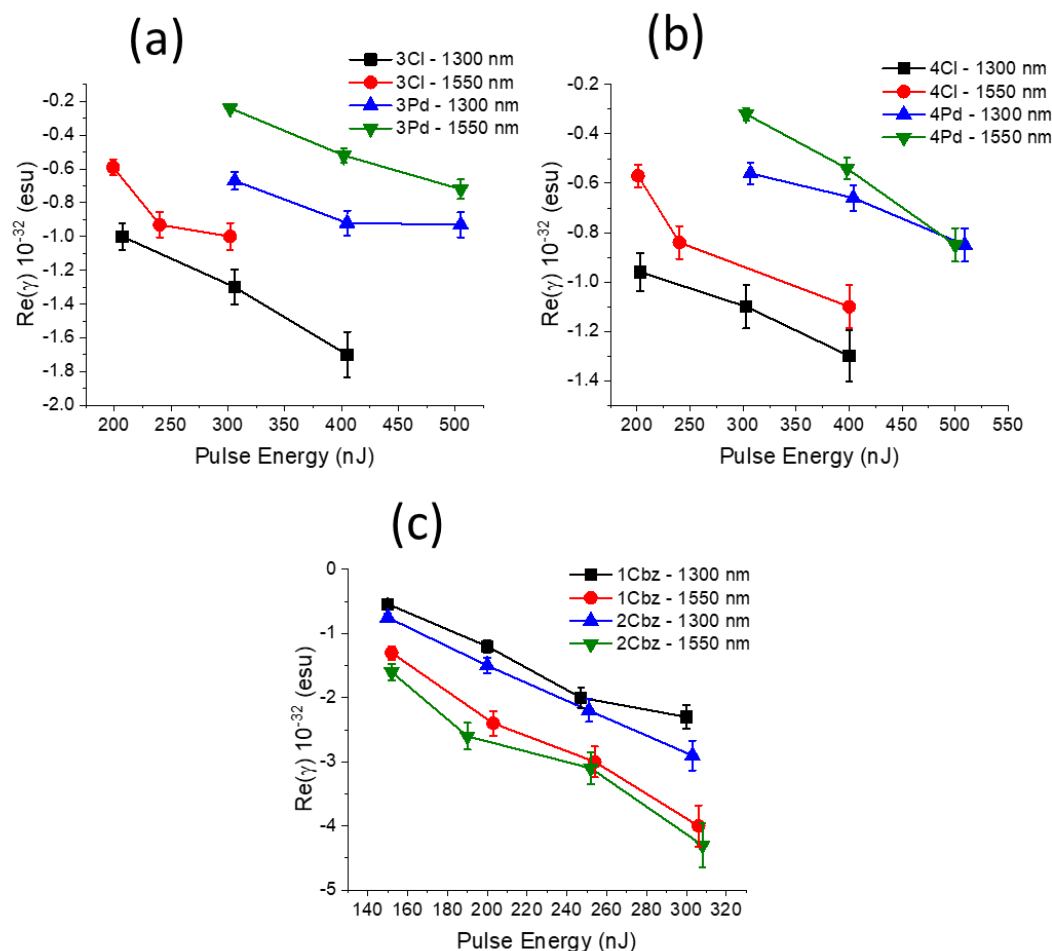 (a)
3Cl - 1300 nm
3Cl - 1550 nm
3Pd - 1300 nm
3Pd - 1550 nm
-0.2
-0.4
-0.6
-0.8
-1.0
-1.2
-1.4
-1.6
-1.8
-2.0
Re(γ) 10⁻³² (esu)
200 250 300 350 400 450 500
Pulse Energy (nJ)
(b)
4Cl - 1300 nm
4Cl - 1550 nm
4Pd - 1300 nm
4Pd - 1550 nm
-0.2
-0.4
-0.6
-0.8
-1.0
-1.2
-1.4
Re(γ) 10⁻³² (esu)
200 250 300 350 400 450 500 550
Pulse Energy (nJ)
(c)
1Cbz - 1300 nm
1Cbz - 1550 nm
2Cbz - 1300 nm
2Cbz - 1550 nm
0
-1
-2
-3
-4
-5
Re(γ) 10⁻³² (esu)
140 160 180 200 220 240 260 280 300 320
Pulse Energy (nJ)